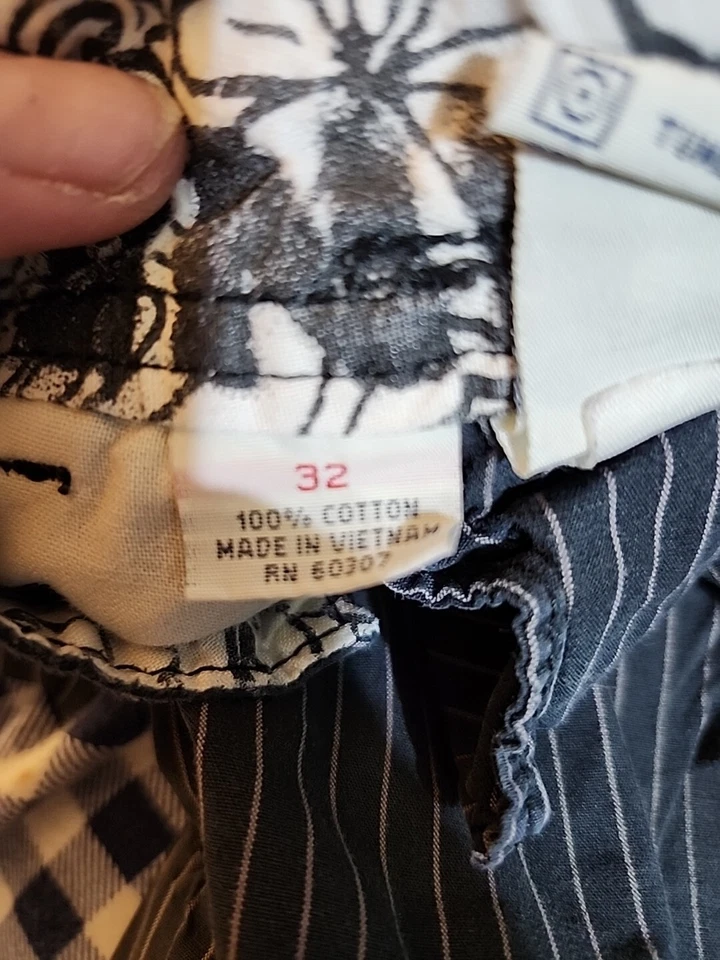 32
100% COTTON
MADE IN VIETNAM
RN 60307